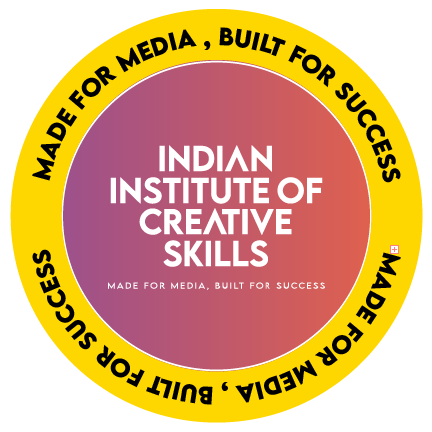 MADE FOR MEDIA , BUILT FOR SUCCESS
INDIAN
INSTITUTE OF
CREATIVE
SKILLS
MADE FOR MEDIA, BUILT FOR SUCCESS
MADE FOR MEDIA , BUILT FOR SUCCESS